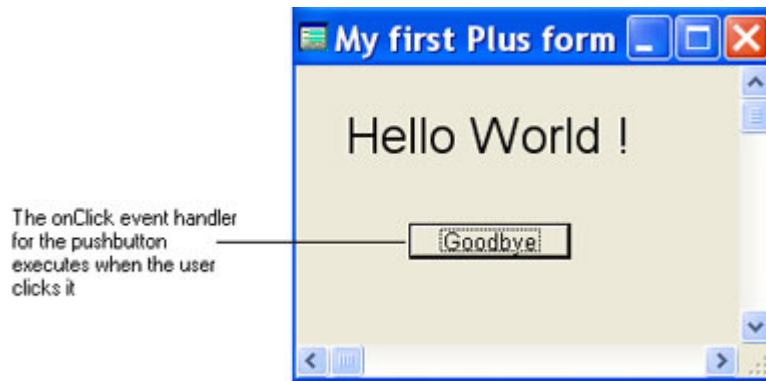 My first Plus form
Hello World !
The onClick event handler
for the pushbutton
executes when the user
clicks it
Goodbye